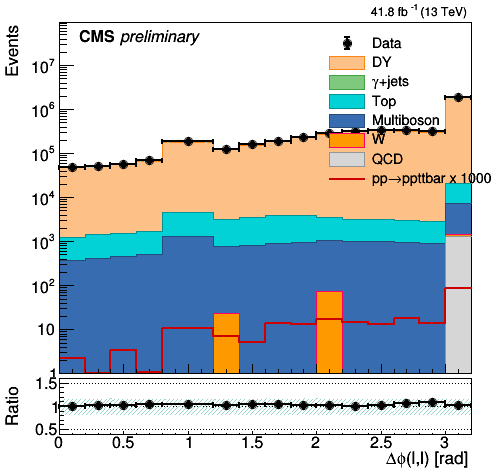 41.8 fb⁻¹ (13 TeV)
CMS preliminary
Events
Data
DY
γ+jets
Top
Multiboson
W
QCD
pp→ppttbar x 1000
10⁷
10⁶
10⁵
10⁴
10³
10²
10
1
Ratio
1.5
1
0.5
0 0.5 1 1.5 2 2.5 3
Δϕ(l,l) [rad]